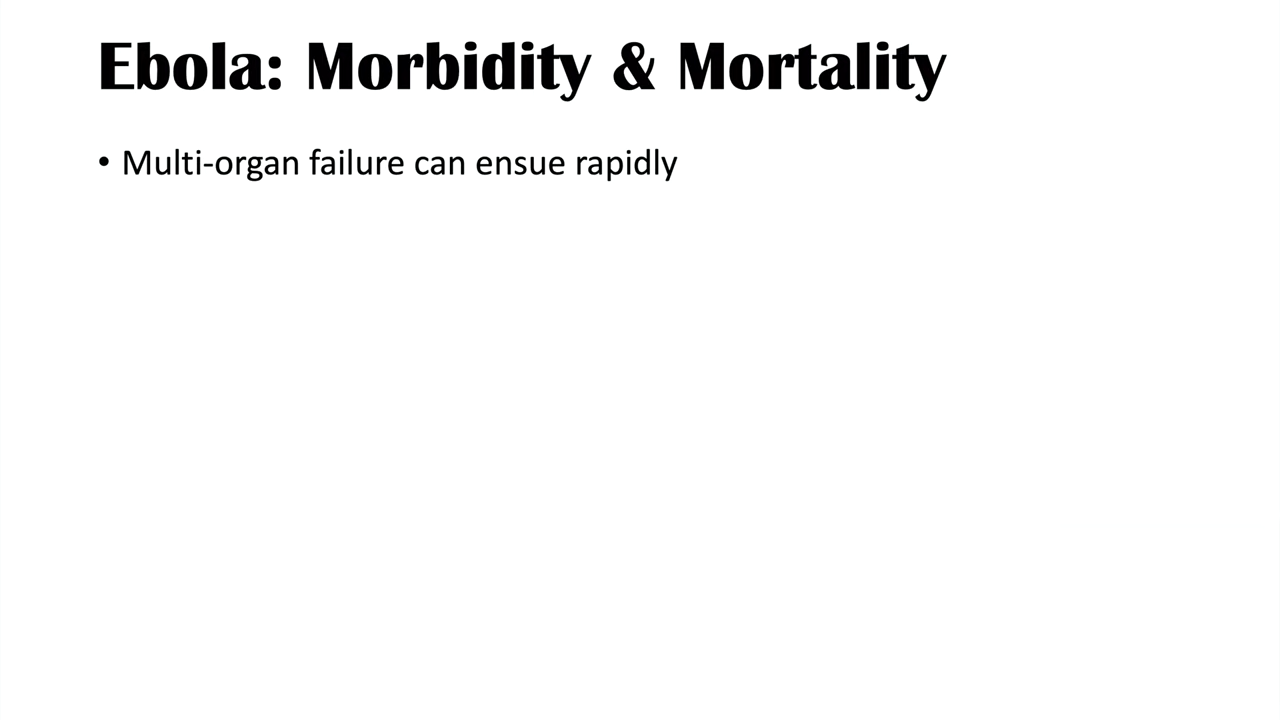 Ebola: Morbidity & Mortality
• Multi-organ failure can ensue rapidly